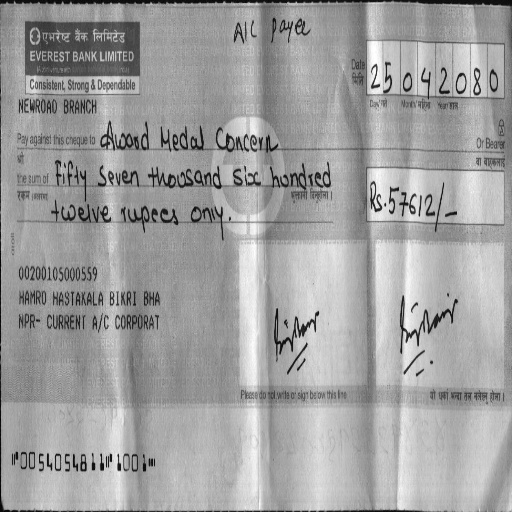 A/C payee
एभरेष्ट बैंक लिमिटेड
EVEREST BANK LIMITED
Consistent, Strong & Dependable
NEWROAD BRANCH
Date
मिति
25042080
Day/गते Month/महिना Year/साल
Pay against this cheque to Award Medal Concern
Or Bearer
श्री
वा वाहकलाई
the sum of Fifty Seven thousand six hundred
रकम (अक्षरमा
भुक्तानी दिनुहोला ।
twelve rupees only.
Rs. 57612/-
00200105000559
HAMRO HASTAKALA BIKRI BHA
NPR- CURRENT A/C CORPORAT
Please do not write or sign below this line
⑈00540548⑈ ⑈1001⑈